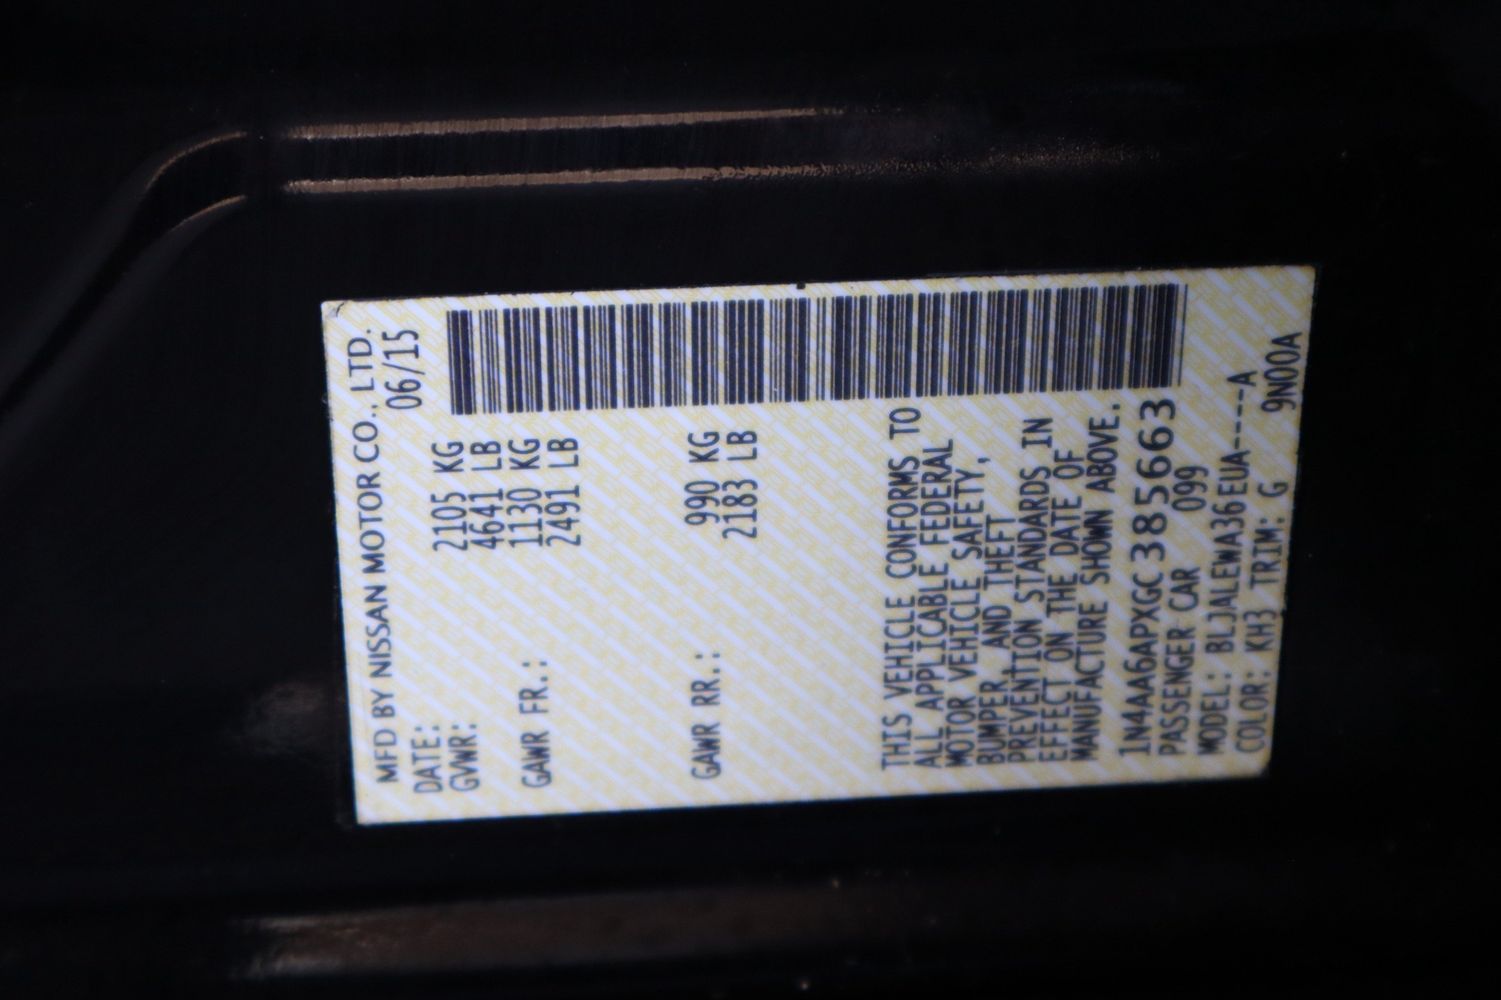 MFD BY NISSAN MOTOR CO., LTD.
DATE: 06/15
GVWR: 2105 KG
4641 LB
GAWR FR.: 1130 KG
2491 LB
GAWR RR.: 990 KG
2183 LB
THIS VEHICLE CONFORMS TO
ALL APPLICABLE FEDERAL
MOTOR VEHICLE SAFETY,
BUMPER, AND THEFT
PREVENTION STANDARDS IN
EFFECT ON THE DATE OF
MANUFACTURE SHOWN ABOVE.
1N4AA6APXGC385663
PASSENGER CAR 099
MODEL: BLJALEWA36EUA-----A
COLOR: KH3 TRIM: G 9N00A